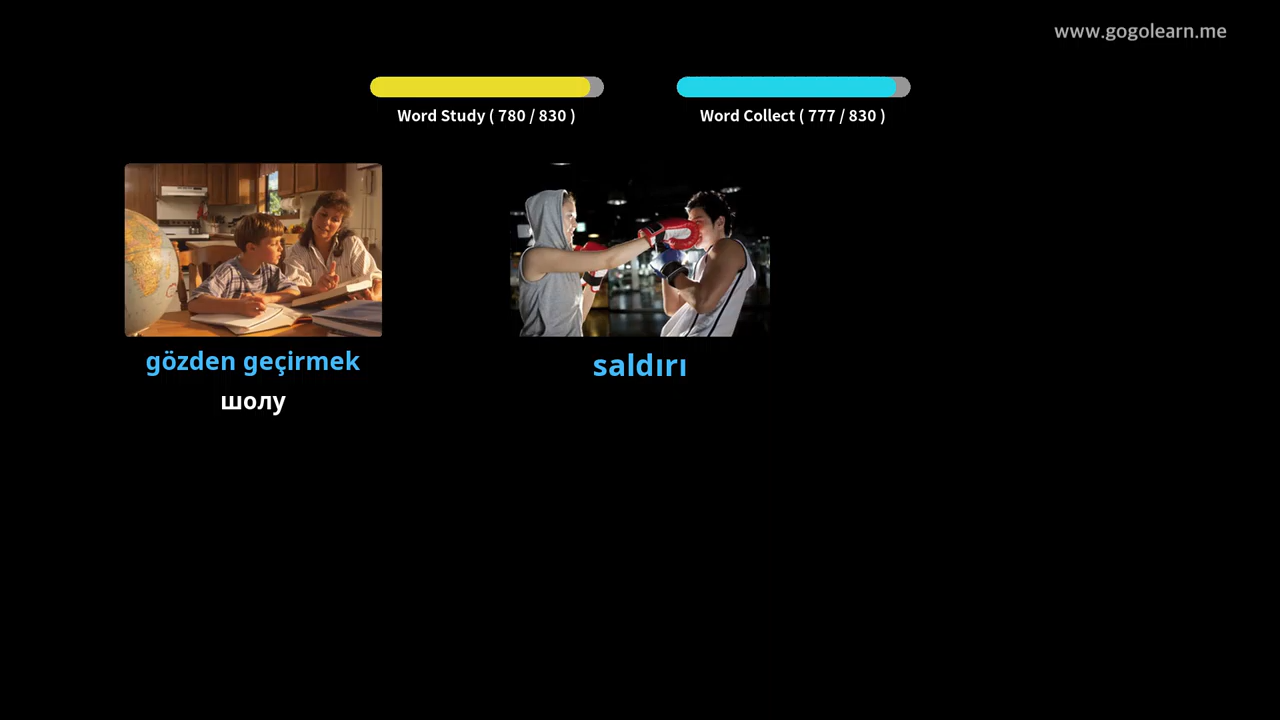 www.gogolearn.me
Word Study ( 780 / 830 )
Word Collect ( 777 / 830 )
gözden geçirmek
шолу
saldırı